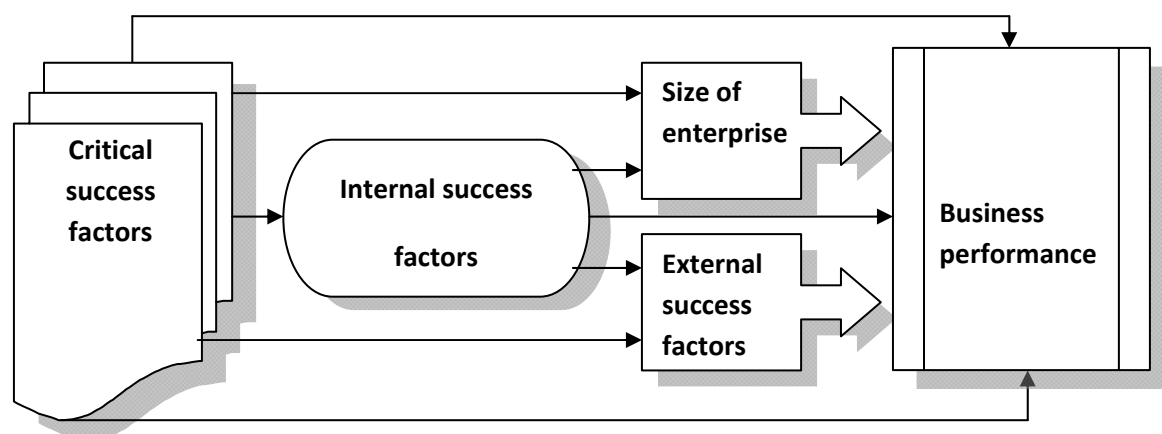 Critical
success
factors
Internal success
factors
Size of
enterprise
External
success
factors
Business
performance